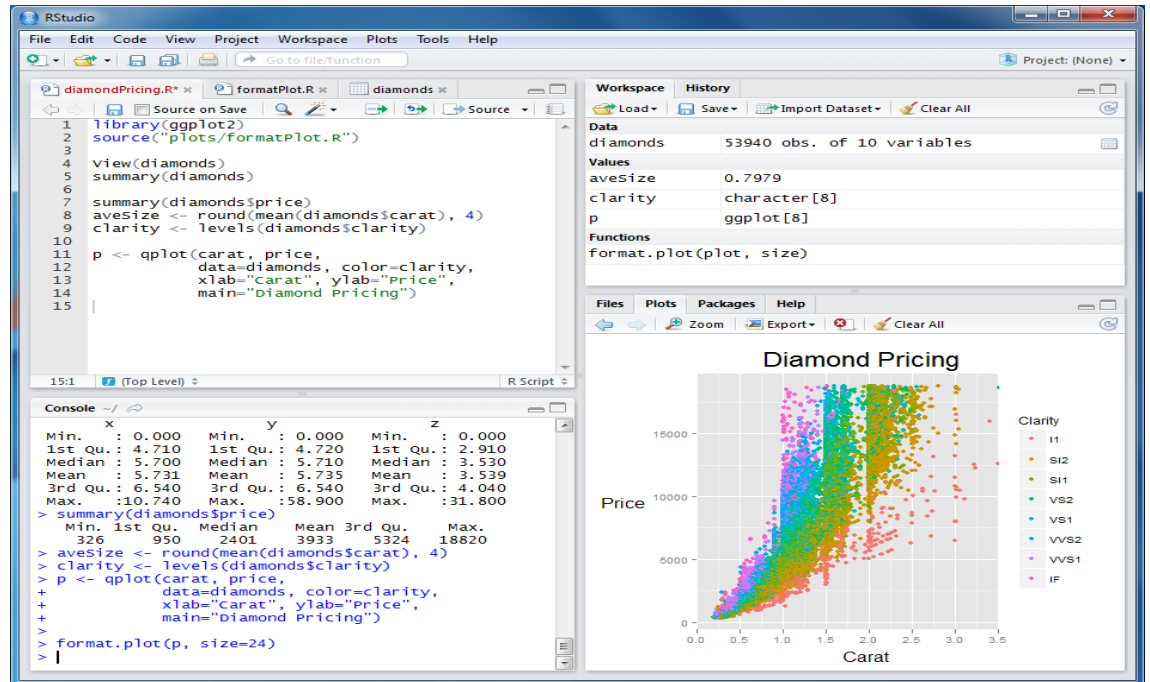 RStudio
File Edit Code View Project Workspace Plots Tools Help
Go to file/function
Project: (None)
diamondPricing.R* formatPlot.R diamonds
Source on Save Source
1 library(ggplot2)
2 source("plots/formatPlot.R")
3
4 View(diamonds)
5 summary(diamonds)
6
7 summary(diamonds$price)
8 aveSize <- round(mean(diamonds$carat), 4)
9 clarity <- levels(diamonds$clarity)
10
11 p <- qplot(carat, price,
12 data=diamonds, color=clarity,
13 xlab="Carat", ylab="Price",
14 main="Diamond Pricing")
15
15:1 (Top Level) R Script
Console ~/
x y z
Min. : 0.000 Min. : 0.000 Min. : 0.000
1st Qu.: 4.710 1st Qu.: 4.720 1st Qu.: 2.910
Median : 5.700 Median : 5.710 Median : 3.530
Mean : 5.731 Mean : 5.735 Mean : 3.539
3rd Qu.: 6.540 3rd Qu.: 6.540 3rd Qu.: 4.040
Max. :10.740 Max. :58.900 Max. :31.800
> summary(diamonds$price)
Min. 1st Qu. Median Mean 3rd Qu. Max.
326 950 2401 3933 5324 18820
> aveSize <- round(mean(diamonds$carat), 4)
> clarity <- levels(diamonds$clarity)
> p <- qplot(carat, price,
+ data=diamonds, color=clarity,
+ xlab="Carat", ylab="Price",
+ main="Diamond Pricing")
>
> format.plot(p, size=24)
>
Workspace History
Load Save Import Dataset Clear All
Data
diamonds 53940 obs. of 10 variables
Values
aveSize 0.7979
clarity character[8]
p ggplot[8]
Functions
format.plot(plot, size)
Files Plots Packages Help
Zoom Export Clear All
Diamond Pricing
Price
15000
10000
5000
0
0.0 0.5 1.0 1.5 2.0 2.5 3.0 3.5
Carat
Clarity
I1
SI2
SI1
VS2
VS1
VVS2
VVS1
IF